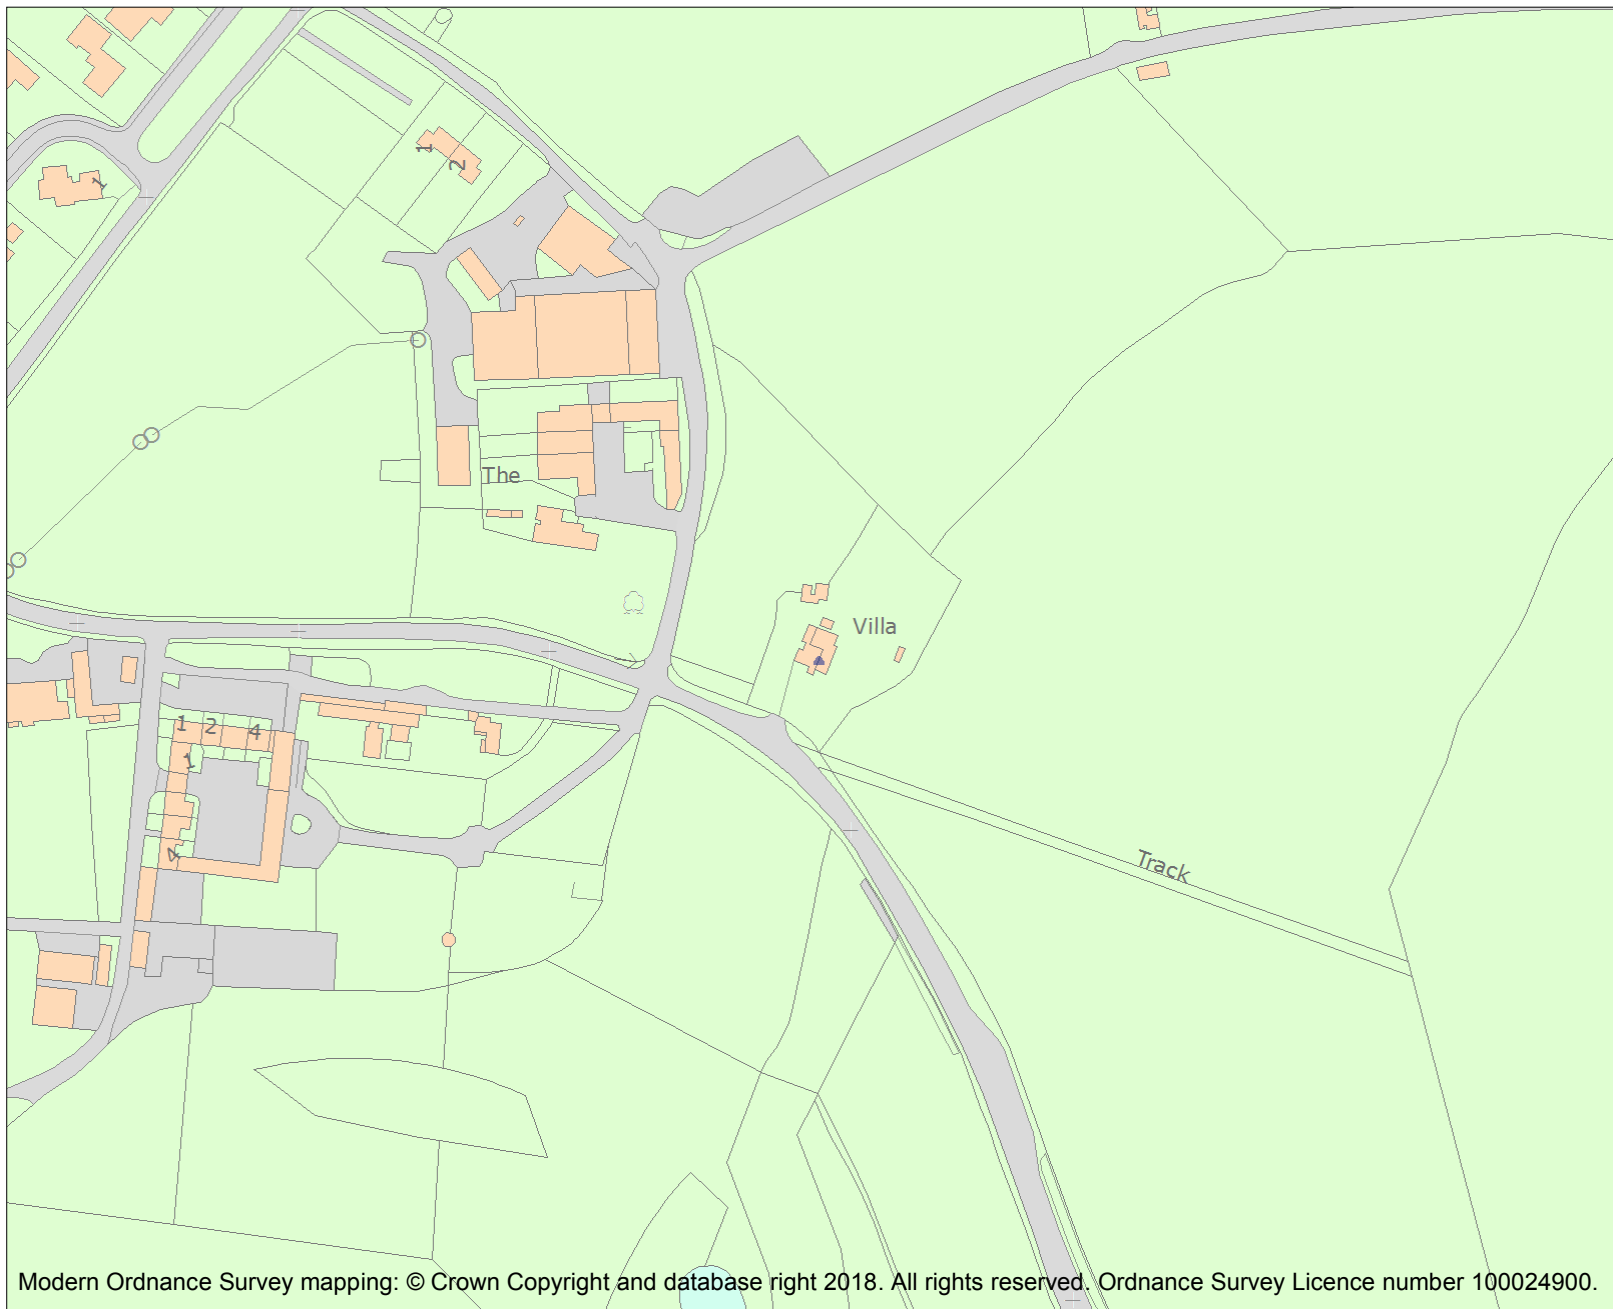 1
2
1
The
Villa
1 2 4
1
4
Track
Modern Ordnance Survey mapping: © Crown Copyright and database right 2018. All rights reserved. Ordnance Survey Licence number 100024900.